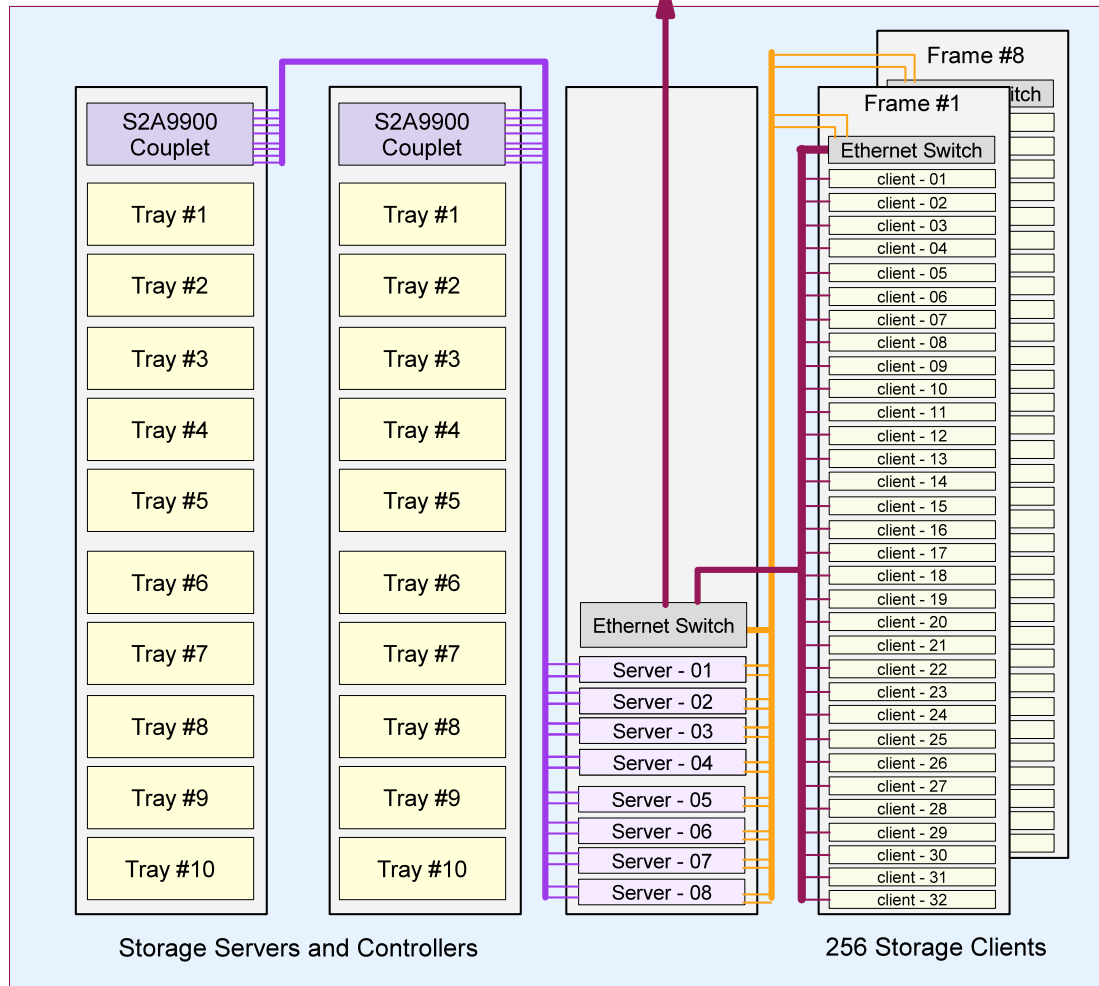 Frame #8
itch
S2A9900
Couplet
Tray #1
Tray #2
Tray #3
Tray #4
Tray #5
Tray #6
Tray #7
Tray #8
Tray #9
Tray #10
S2A9900
Couplet
Tray #1
Tray #2
Tray #3
Tray #4
Tray #5
Tray #6
Tray #7
Tray #8
Tray #9
Tray #10
Ethernet Switch
Server - 01
Server - 02
Server - 03
Server - 04
Server - 05
Server - 06
Server - 07
Server - 08
Frame #1
Ethernet Switch
client - 01
client - 02
client - 03
client - 04
client - 05
client - 06
client - 07
client - 08
client - 09
client - 10
client - 11
client - 12
client - 13
client - 14
client - 15
client - 16
client - 17
client - 18
client - 19
client - 20
client - 21
client - 22
client - 23
client - 24
client - 25
client - 26
client - 27
client - 28
client - 29
client - 30
client - 31
client - 32
Storage Servers and Controllers
256 Storage Clients